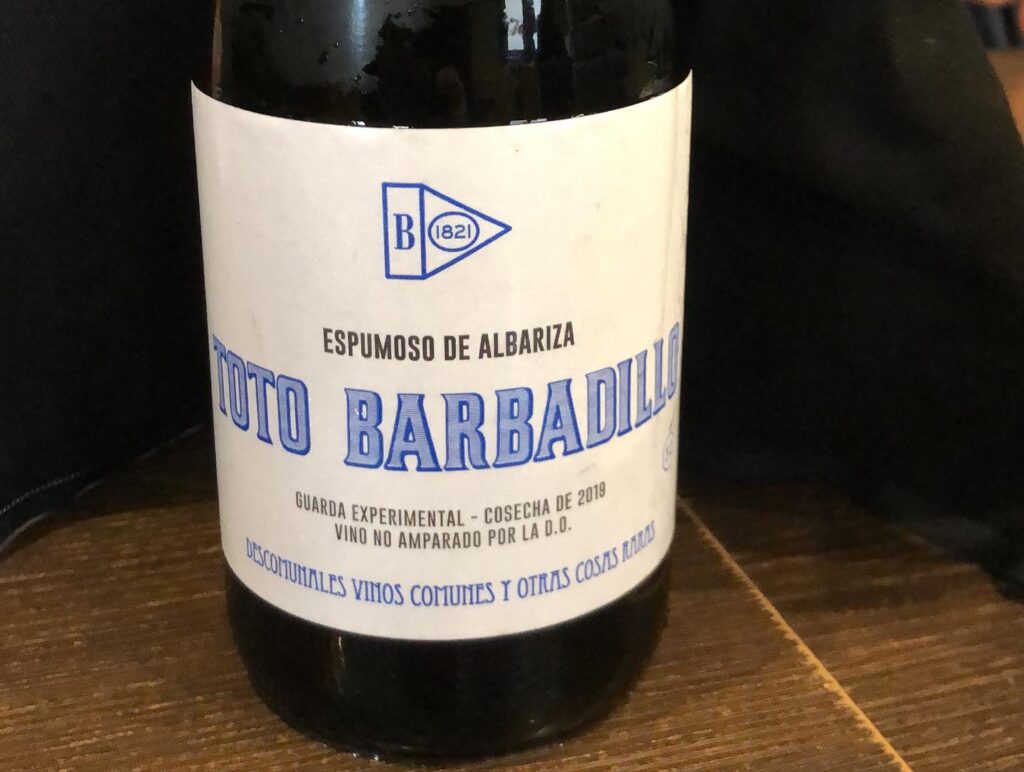 B 1821
ESPUMOSO DE ALBARIZA
TOTO BARBADILLO
GUARDA EXPERIMENTAL - COSECHA DE 2019
VINO NO AMPARADO POR LA D.O.
DESCOMUNALES VINOS COMUNES Y OTRAS COSAS RARAS